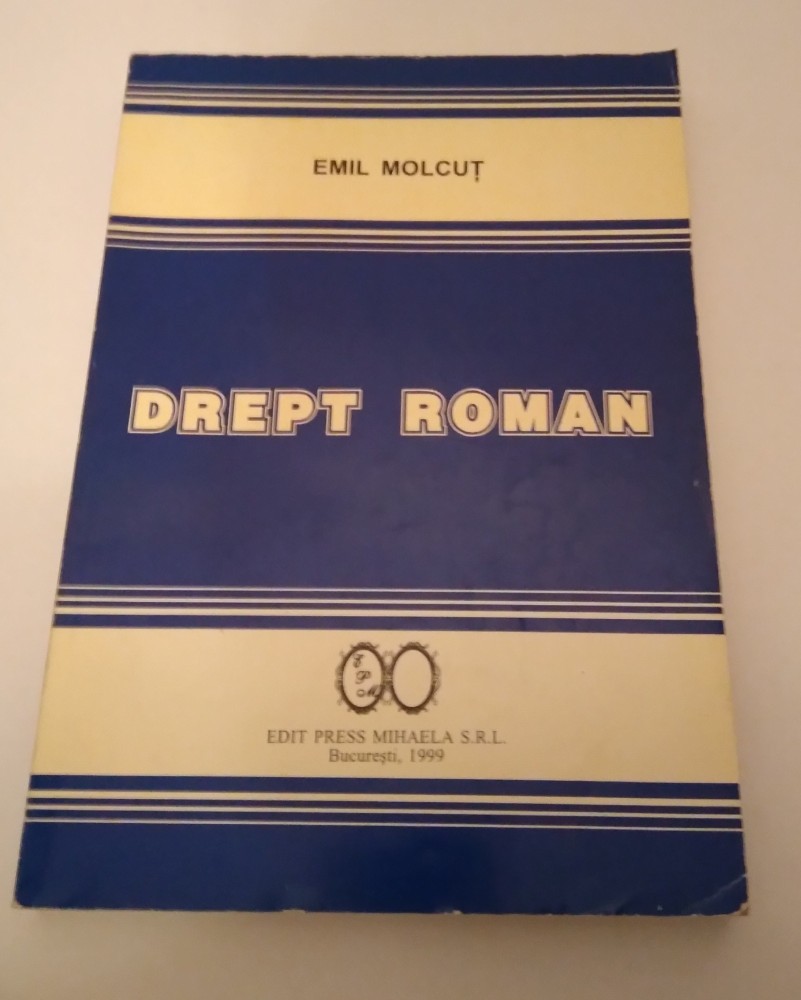 EMIL MOLCUȚ
DREPT ROMAN
E
P
M
EDIT PRESS MIHAELA S.R.L.
București, 1999